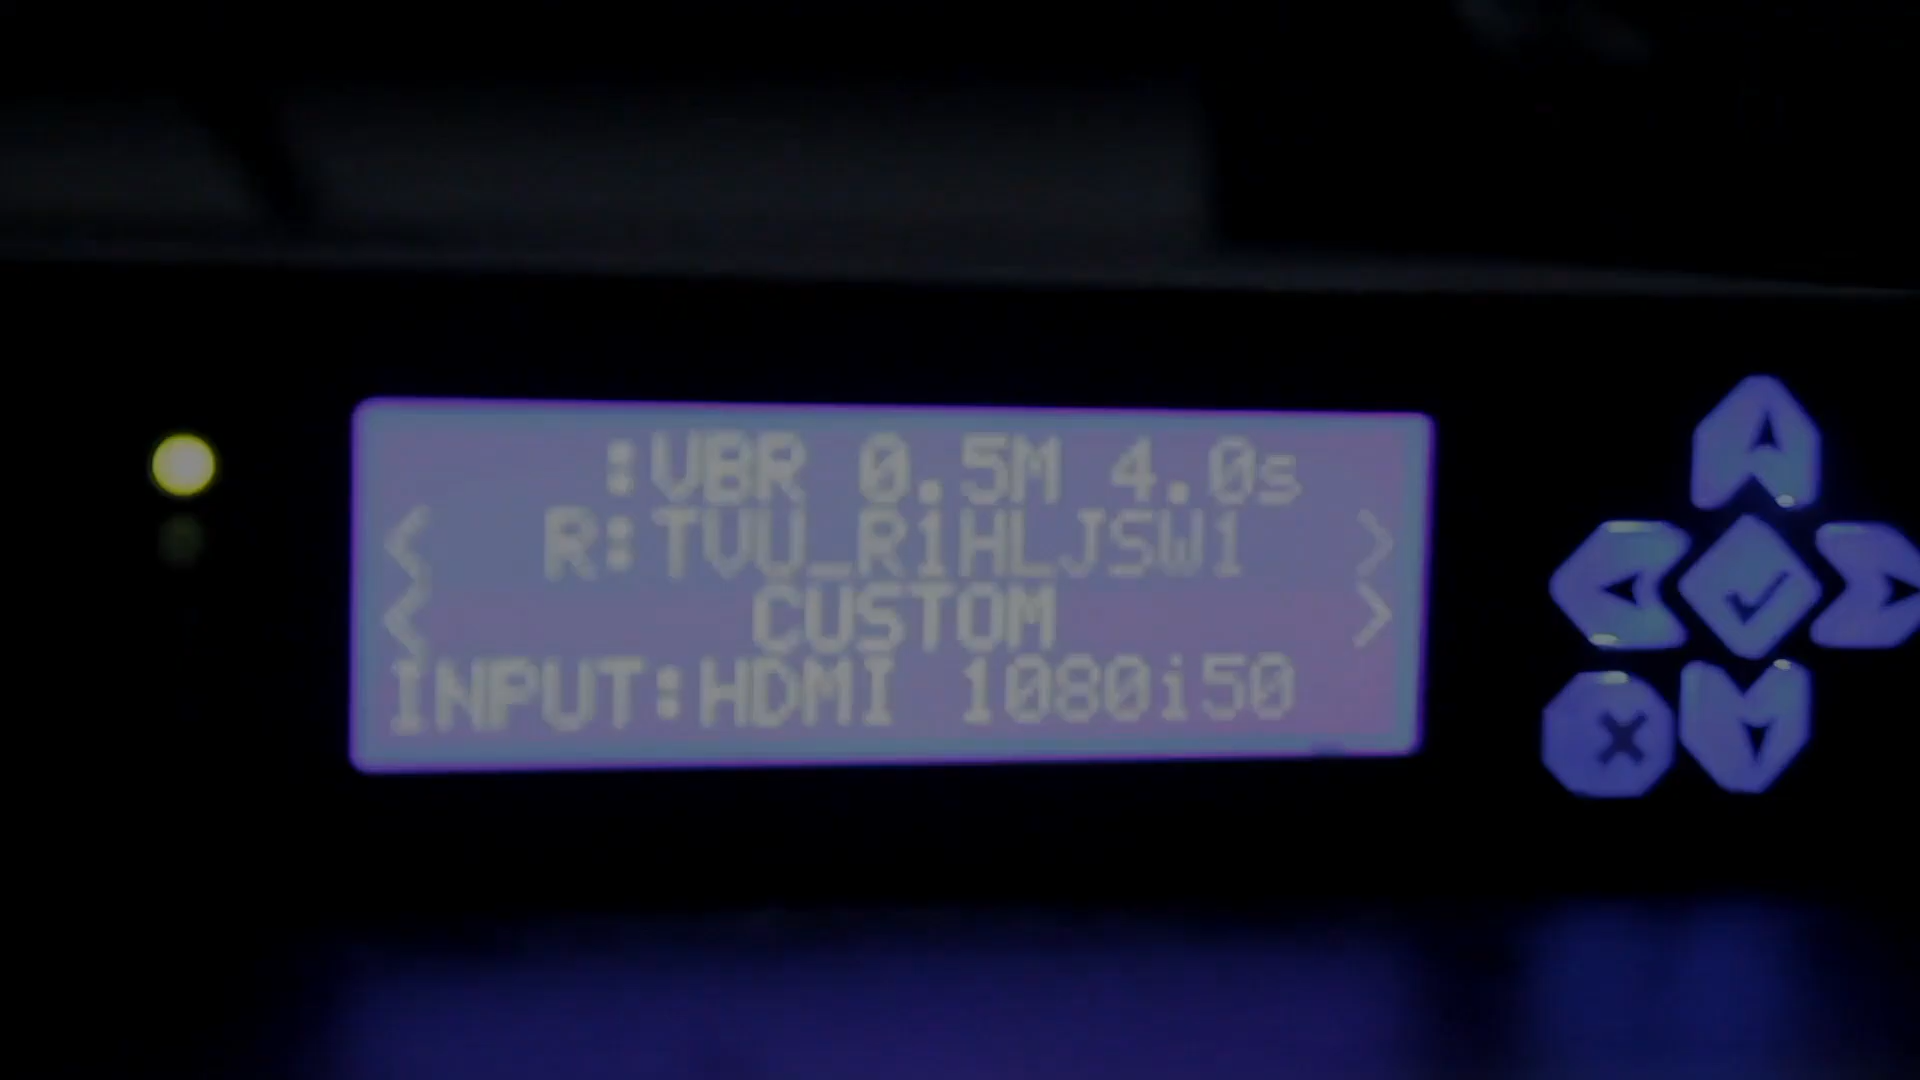 :VBR 0.5M 4.0s
< R:TVU_R1HLJSW1 >
< CUSTOM >
INPUT:HDMI 1080i50